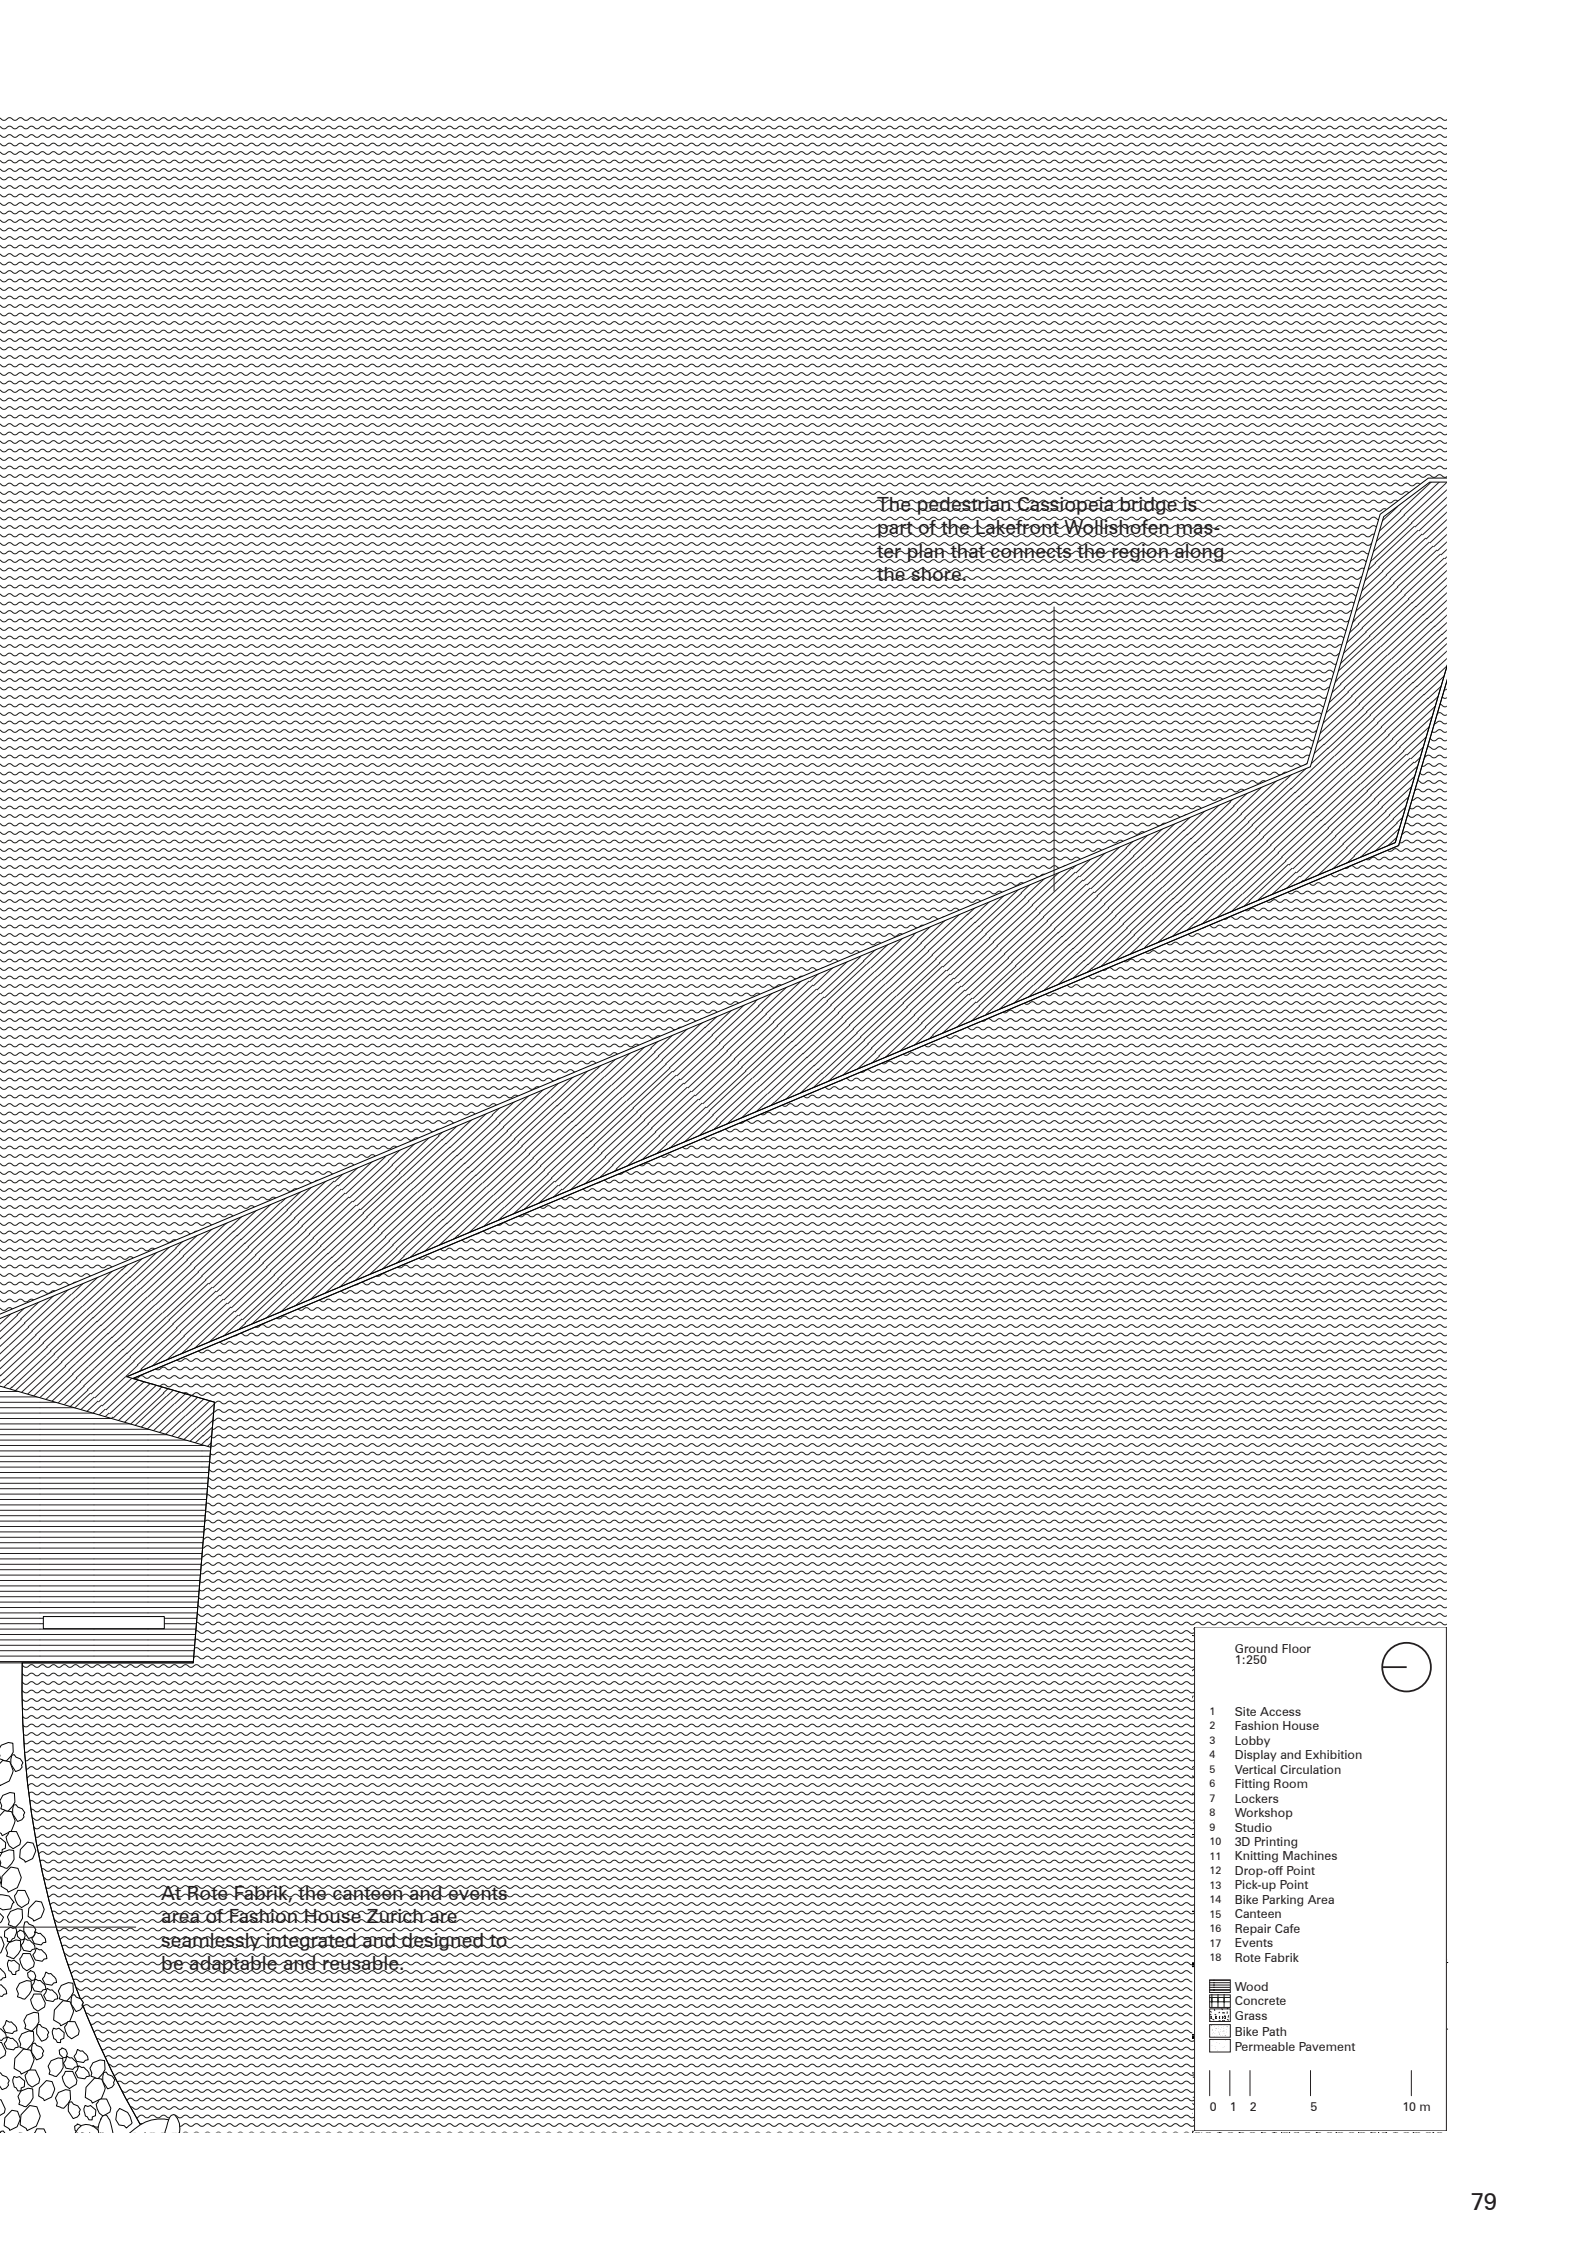 The pedestrian Cassiopeia bridge is
part of the Lakefront Wollishofen mas-
ter plan that connects the region along
the shore.
At Rote Fabrik, the canteen and events
area of Fashion House Zurich are
seamlessly integrated and designed to
be adaptable and reusable.
Ground Floor
1:250
1 Site Access
2 Fashion House
3 Lobby
4 Display and Exhibition
5 Vertical Circulation
6 Fitting Room
7 Lockers
8 Workshop
9 Studio
10 3D Printing
11 Knitting Machines
12 Drop-off Point
13 Pick-up Point
14 Bike Parking Area
15 Canteen
16 Repair Cafe
17 Events
18 Rote Fabrik
Wood
Concrete
Grass
Bike Path
Permeable Pavement
0 1 2 5 10 m
79